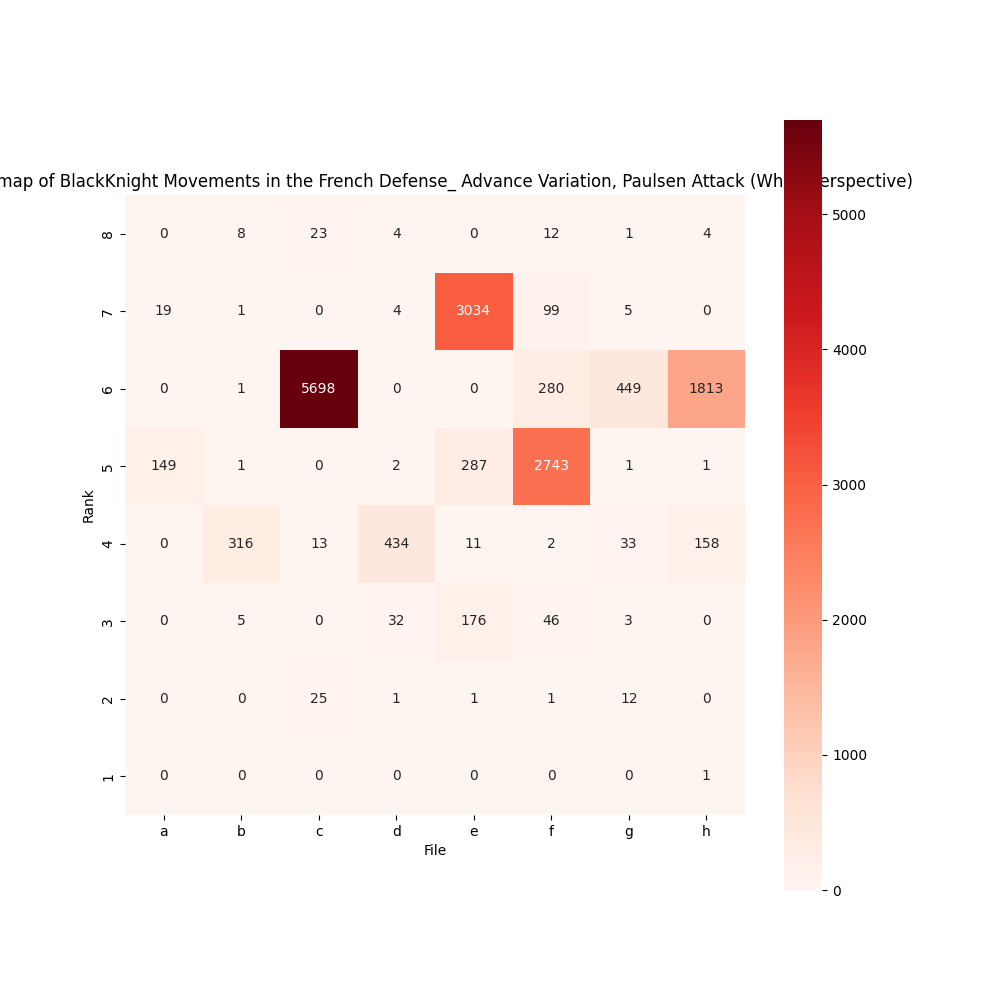 map of BlackKnight Movements in the French Defense_ Advance Variation, Paulsen Attack (Wh erspective)
8 0 8 23 4 0 12 1 4
7 19 1 0 4 3034 99 5 0
6 0 1 5698 0 0 280 449 1813
5 149 1 0 2 287 2743 1 1
4 0 316 13 434 11 2 33 158
3 0 5 0 32 176 46 3 0
2 0 0 25 1 1 1 12 0
1 0 0 0 0 0 0 0 1
a b c d e f g h
File
Rank
5000
4000
3000
2000
1000
0